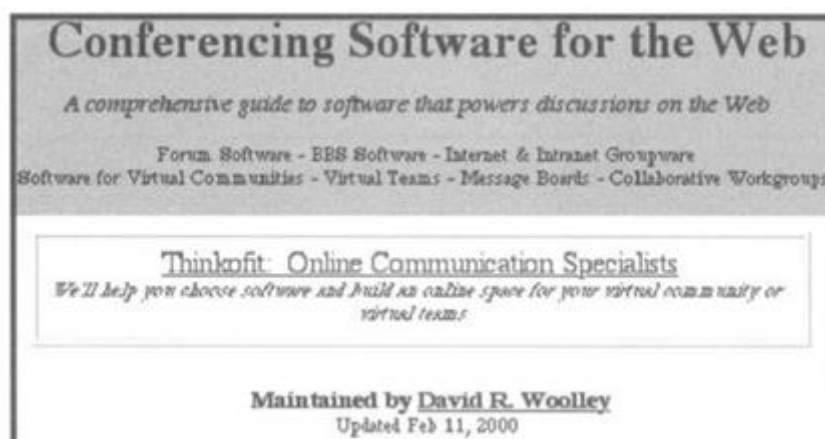 Conferencing Software for the Web
A comprehensive guide to software that powers discussions on the Web
Forum Software - BBS Software - Internet & Intranet Groupware
Software for Virtual Communities - Virtual Teams - Message Boards - Collaborative Workgroups
Thinkofit: Online Communication Specialists
We'll help you choose software and build an online space for your virtual community or
virtual teams
Maintained by David R. Woolley
Updated Feb 11, 2000